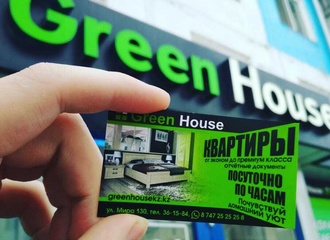 Green House
Green House
КВАРТИРЫ
от эконом до премиум класса
отчётные документы
ПОСУТОЧНО
ПО ЧАСАМ
Почувствуй
домашний уют
greenhousekz.kz
ул. Мира 130, тел. 36-15-84, 8 747 25 25 25 8